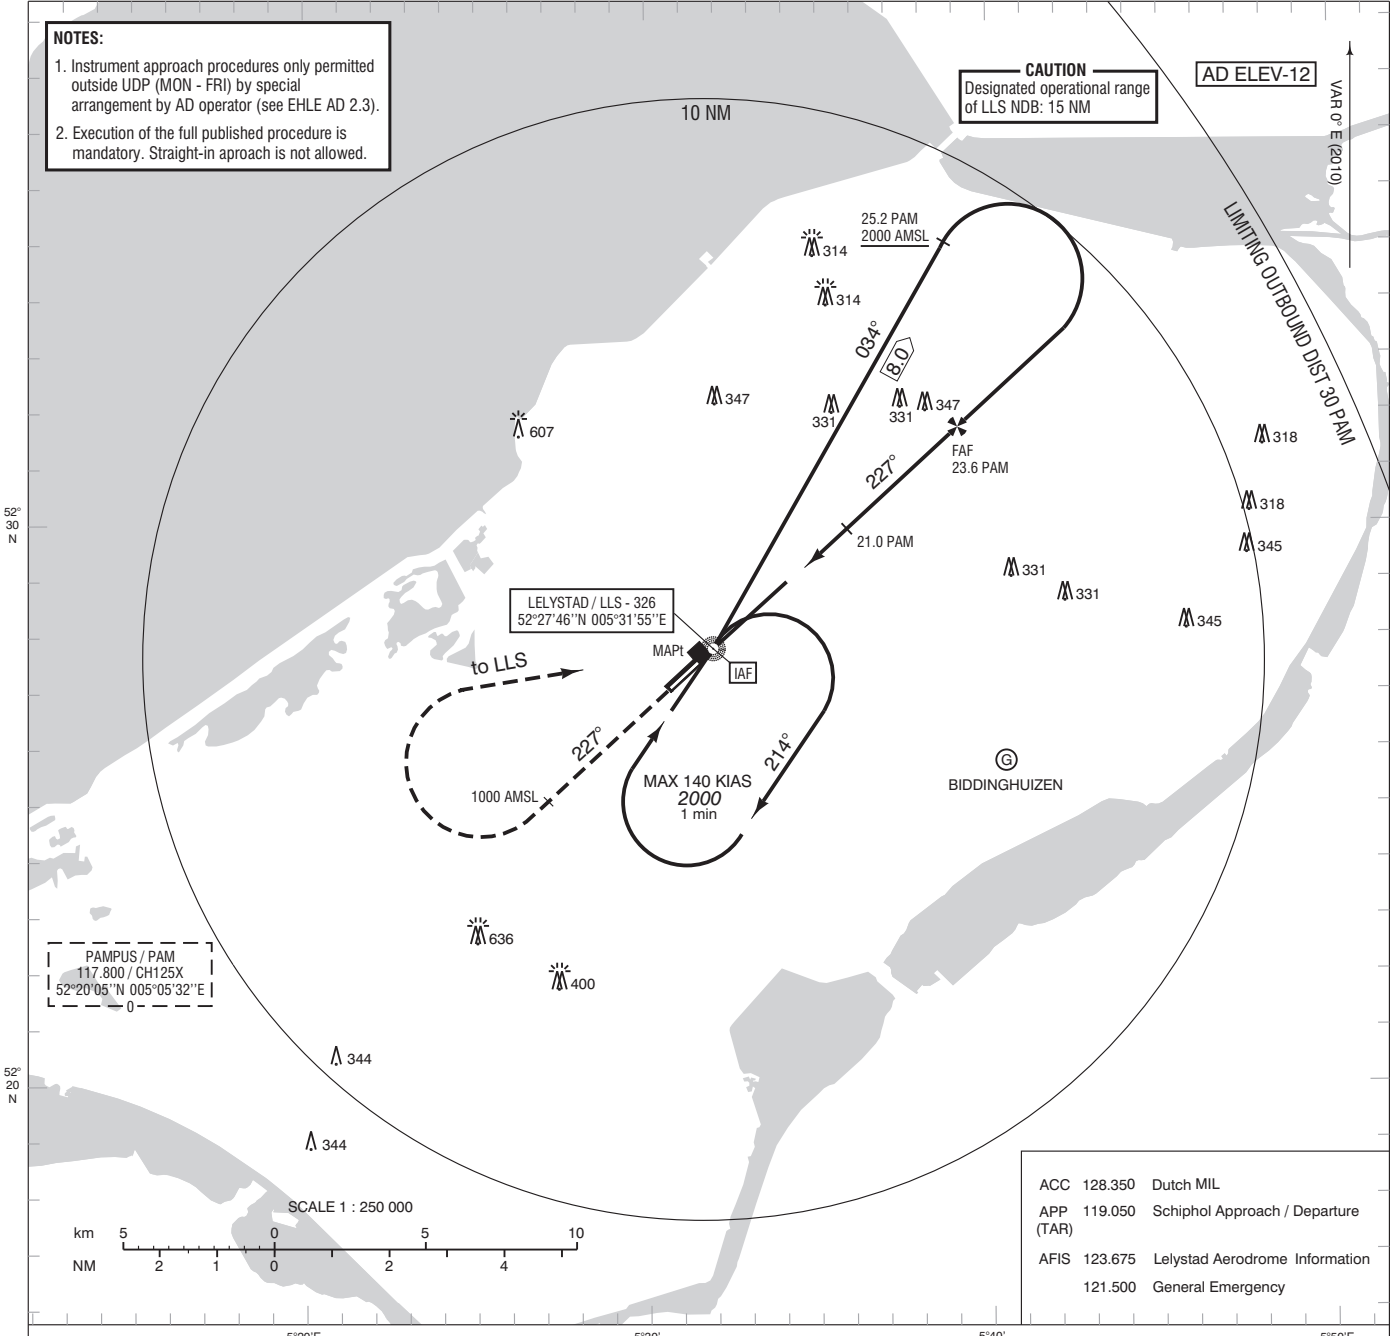 NOTES:
1. Instrument approach procedures only permitted
outside UDP (MON - FRI) by special
arrangement by AD operator (see EHLE AD 2.3).
2. Execution of the full published procedure is
mandatory. Straight-in aproach is not allowed.
10 NM
CAUTION
Designated operational range
of LLS NDB: 15 NM
AD ELEV-12
VAR 0° E (2010)
LIMITING OUTBOUND DIST 30 PAM
25.2 PAM
2000 AMSL
314
314
034°
8.0
347
331
331
347
607
FAF
23.6 PAM
227°
318
318
345
21.0 PAM
331
331
345
52°
30
N
LELYSTAD / LLS - 326
52°27'46''N 005°31'55''E
MAPt
IAF
to LLS
227°
1000 AMSL
214°
MAX 140 KIAS
2000
1 min
G
BIDDINGHUIZEN
636
400
PAMPUS / PAM
117.800 / CH125X
52°20'05''N 005°05'32''E
0
344
344
52°
20
N
SCALE 1 : 250 000
km 5 0 5 10
NM 2 1 0 2 4
ACC 128.350 Dutch MIL
APP 119.050 Schiphol Approach / Departure
(TAR)
AFIS 123.675 Lelystad Aerodrome Information
121.500 General Emergency